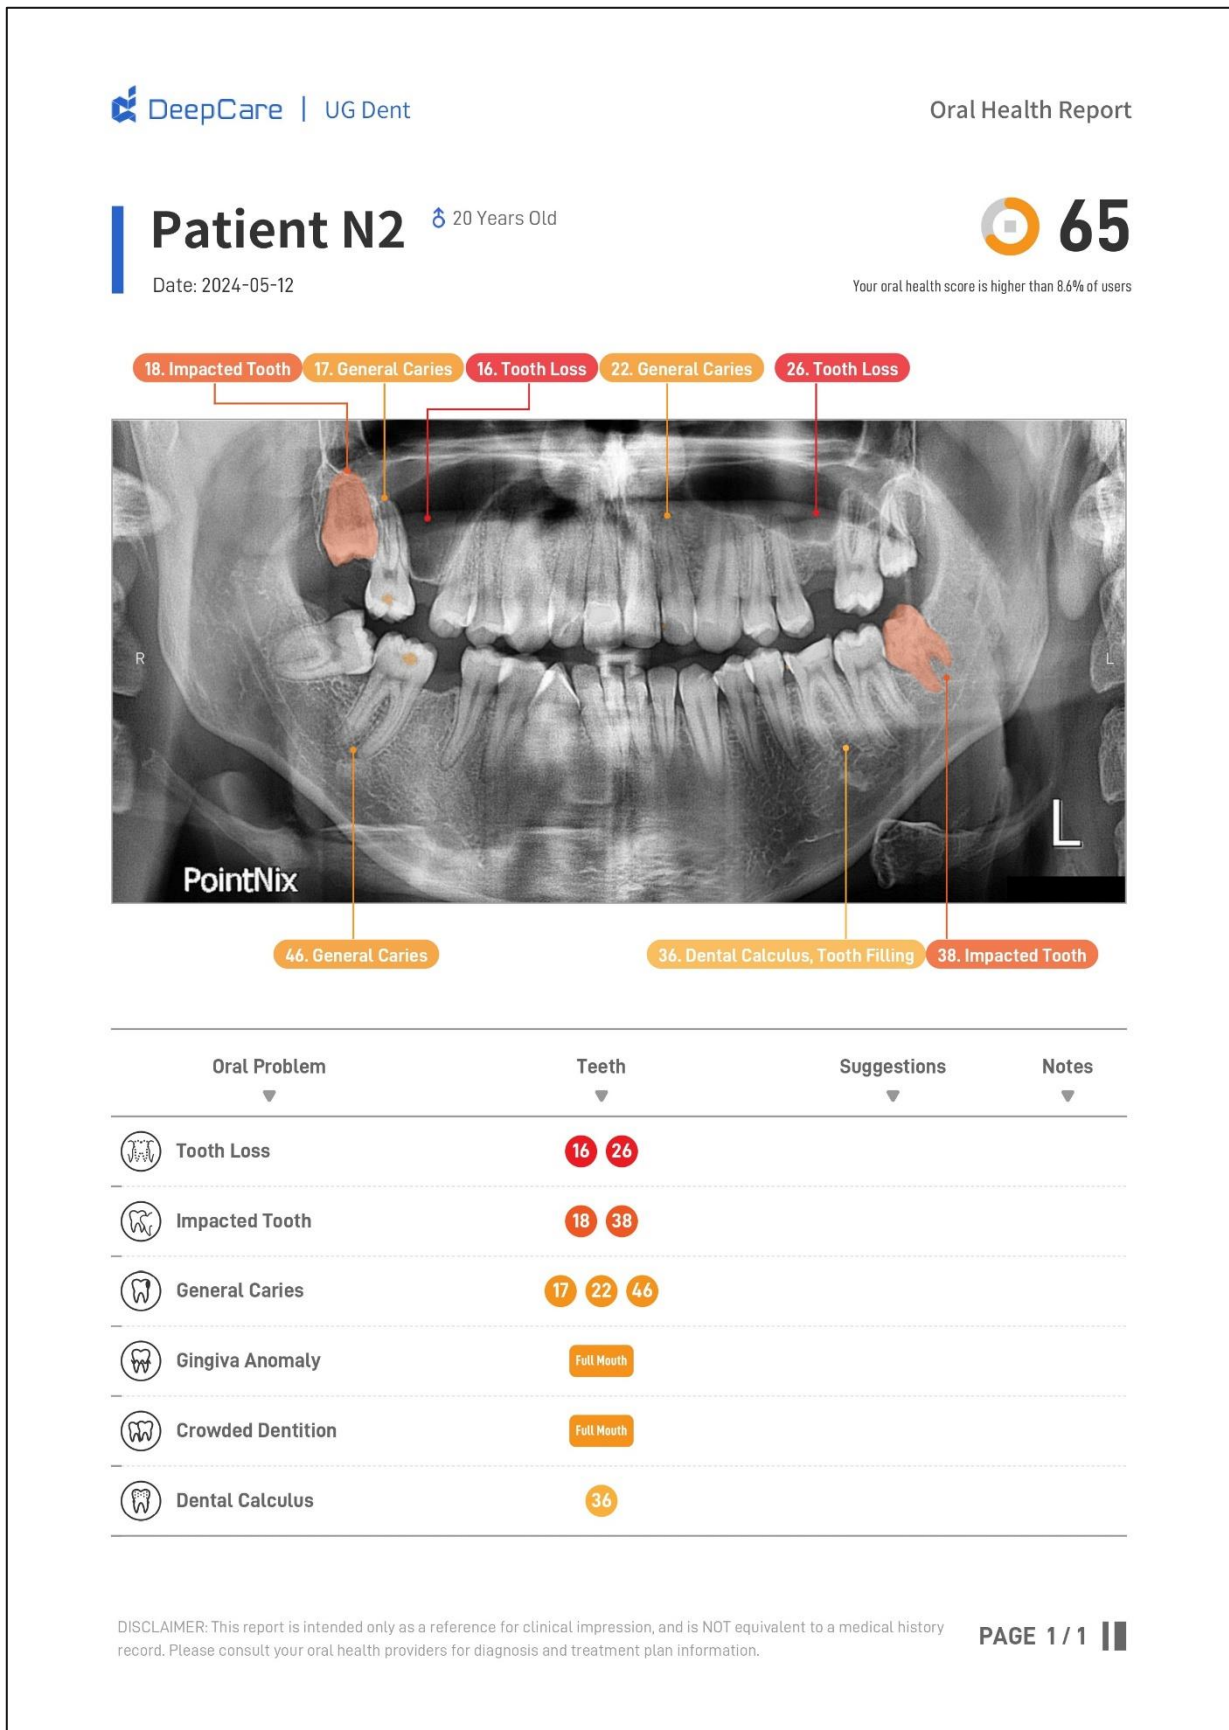 DeepCare | UG Dent
Oral Health Report
Patient N2
20 Years Old
65
Date: 2024-05-12
Your oral health score is higher than 8.6% of users
18. Impacted Tooth
17. General Caries
16. Tooth Loss
22. General Caries
26. Tooth Loss
R
L
L
PointNix
46. General Caries
36. Dental Calculus, Tooth Filling
38. Impacted Tooth
Oral Problem
Teeth
Suggestions
Notes
Tooth Loss
16 26
Impacted Tooth
18 38
General Caries
17 22 46
Gingiva Anomaly
Full Mouth
Crowded Dentition
Full Mouth
Dental Calculus
36
DISCLAIMER: This report is intended only as a reference for clinical impression, and is NOT equivalent to a medical history
record. Please consult your oral health providers for diagnosis and treatment plan information.
PAGE 1 / 1